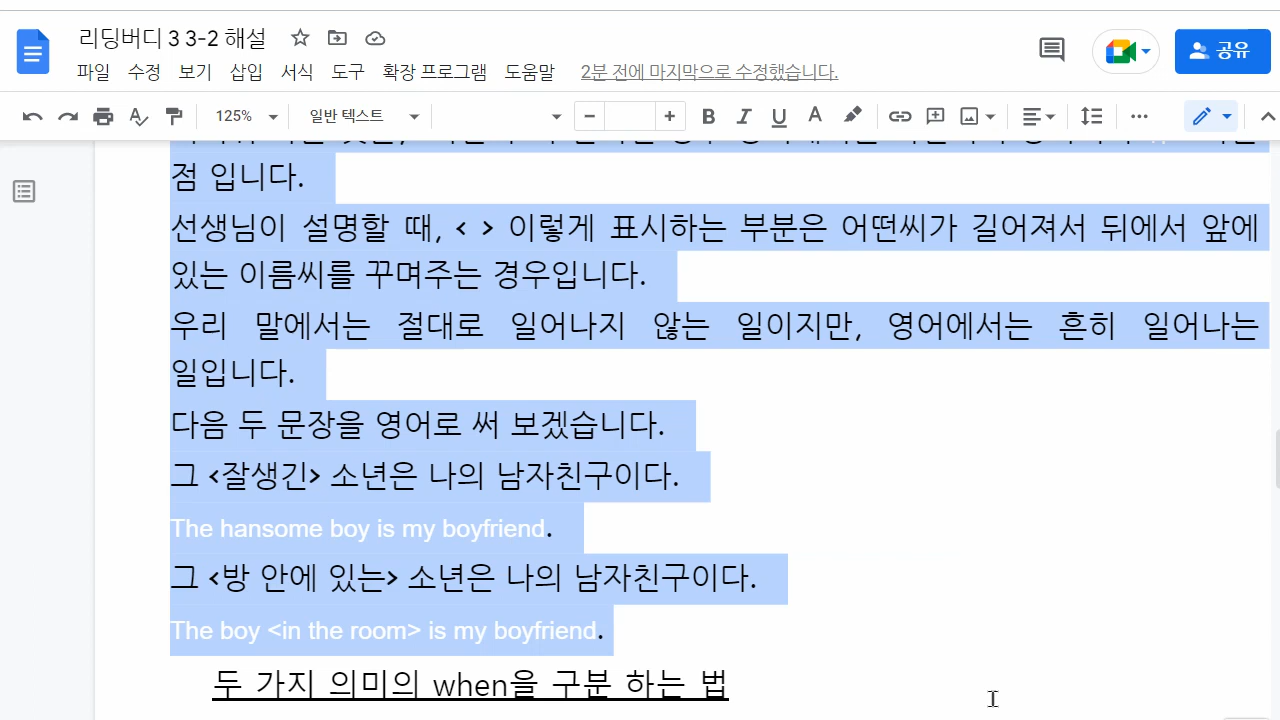 리딩버디 3 3-2 해설
파일 수정 보기 삽입 서식 도구 확장 프로그램 도움말 2분 전에 마지막으로 수정했습니다.
공유
125% 일반 텍스트
점 입니다.
선생님이 설명할 때, < > 이렇게 표시하는 부분은 어떤씨가 길어져서 뒤에서 앞에
있는 이름씨를 꾸며주는 경우입니다.
우리 말에서는 절대로 일어나지 않는 일이지만, 영어에서는 흔히 일어나는
일입니다.
다음 두 문장을 영어로 써 보겠습니다.
그 <잘생긴> 소년은 나의 남자친구이다.
The hansome boy is my boyfriend.
그 <방 안에 있는> 소년은 나의 남자친구이다.
The boy <in the room> is my boyfriend.
두 가지 의미의 when을 구분 하는 법